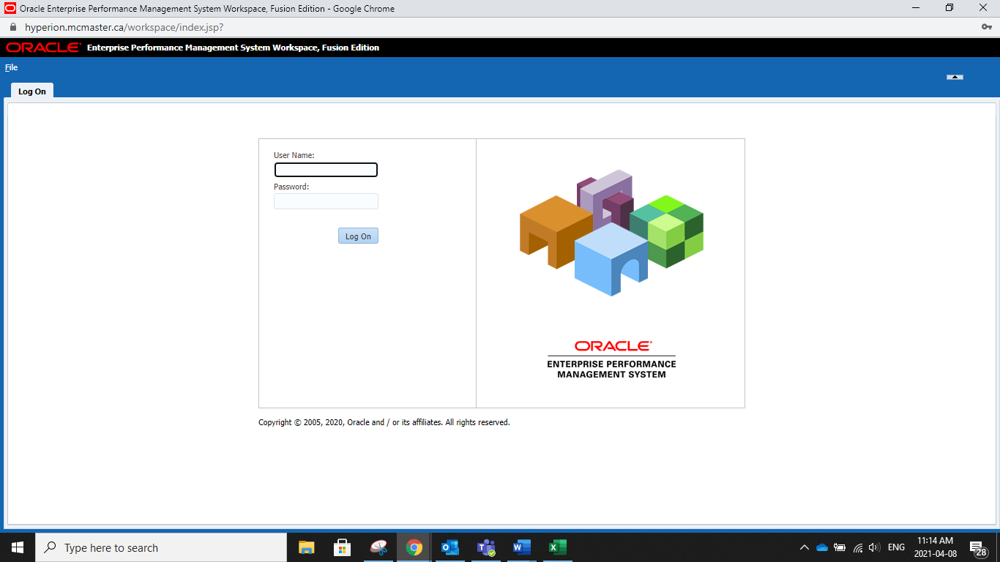 Oracle Enterprise Performance Management System Workspace, Fusion Edition - Google Chrome
hyperion.mcmaster.ca/workspace/index.jsp?
ORACLE Enterprise Performance Management System Workspace, Fusion Edition
File
Log On
User Name:
Password:
Log On
ORACLE
ENTERPRISE PERFORMANCE
MANAGEMENT SYSTEM
Copyright © 2005, 2020, Oracle and / or its affiliates. All rights reserved.
Type here to search
ENG
11:14 AM
2021-04-08
28